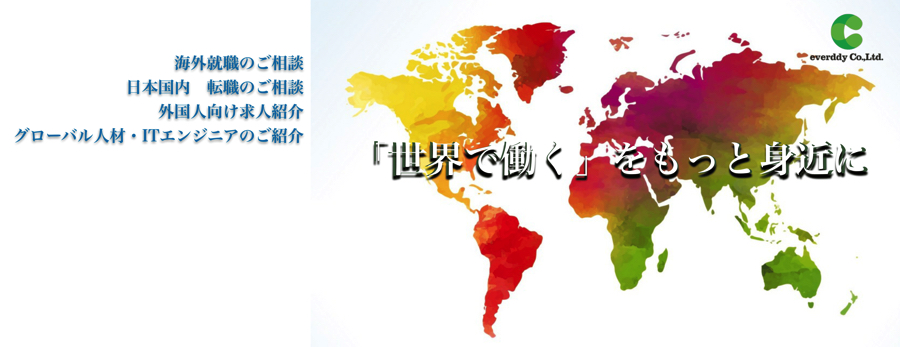 海外就職のご相談
日本国内　転職のご相談
外国人向け求人紹介
グローバル人材・ITエンジニアのご紹介
everddy Co.,Ltd.
「世界で働く」をもっと身近に